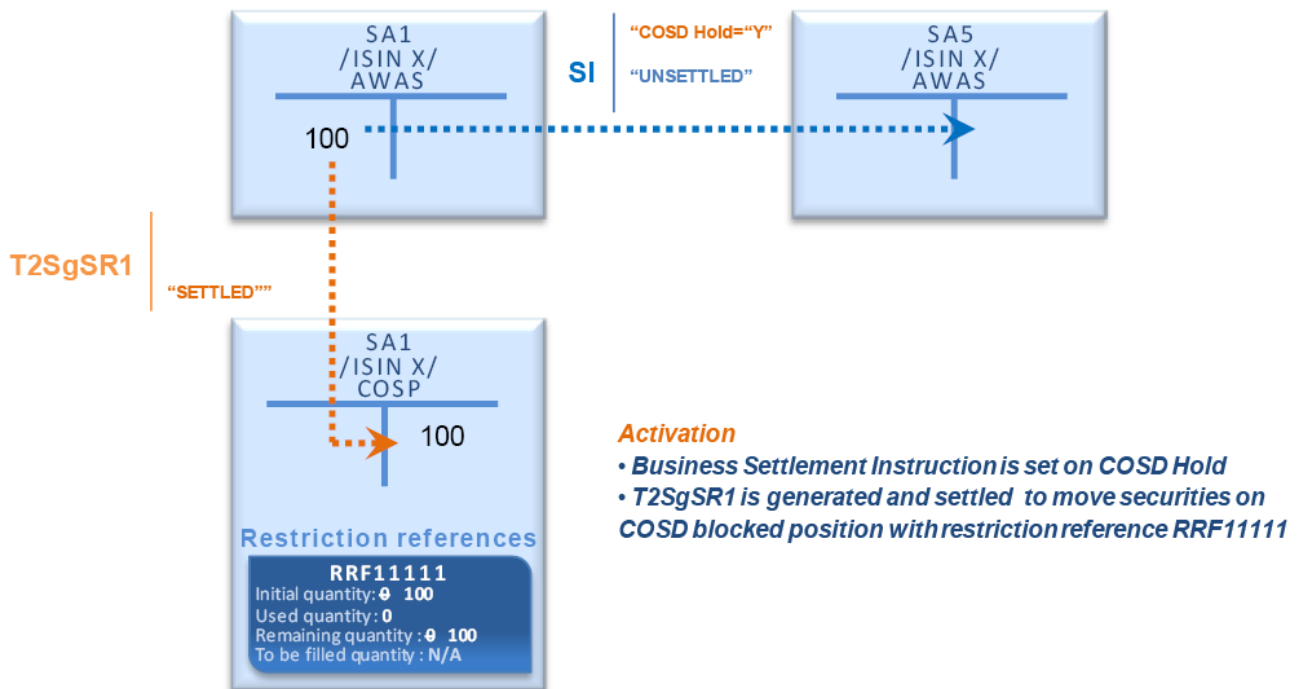 SA1
/ISIN X/
AWAS
100
SI
“COSD Hold=“Y”
“UNSETTLED”
SA5
/ISIN X/
AWAS
T2SgSR1
“SETTLED””
SA1
/ISIN X/
COSP
100
Restriction references
RRF11111
Initial quantity: 0 100
Used quantity : 0
Remaining quantity : 0 100
To be filled quantity : N/A
Activation
• Business Settlement Instruction is set on COSD Hold
• T2SgSR1 is generated and settled to move securities on
COSD blocked position with restriction reference RRF11111